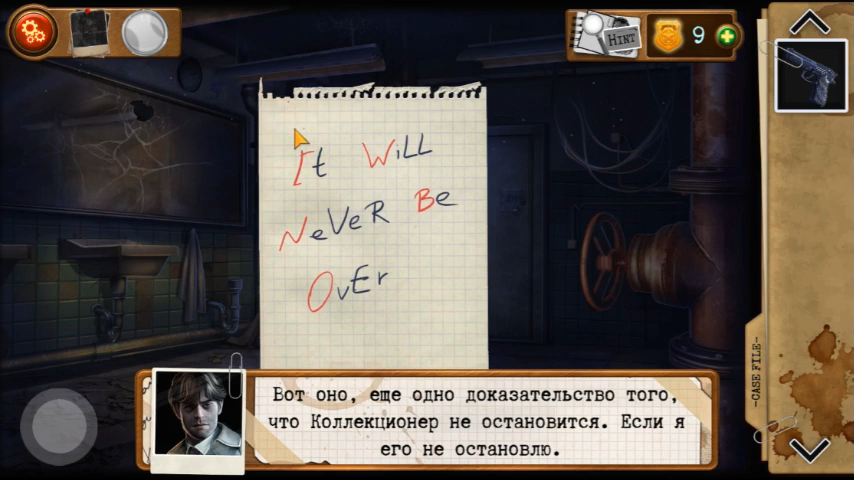 HINT
9
It WiLL
NeVeR Be
OvEr
-CASE FILE-
Вот оно, еще одно доказательство того,
что Коллекционер не остановится. Если я
его не остановлю.